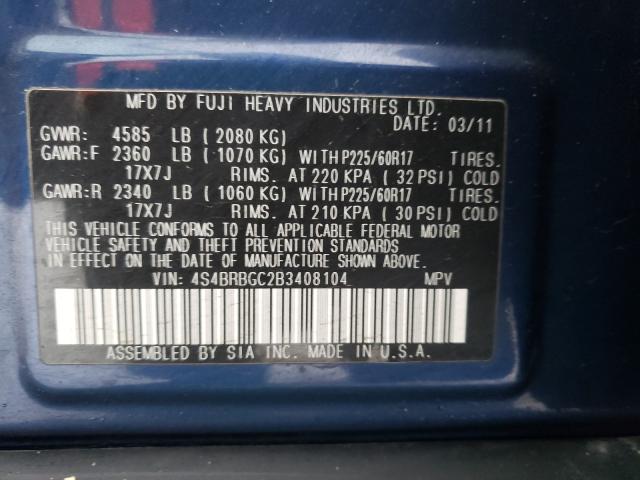 MFD BY FUJI HEAVY INDUSTRIES LTD.
DATE: 03/11
GVWR: 4585 LB ( 2080 KG)
GAWR:F 2360 LB ( 1070 KG) WITH P225/60R17 TIRES.
17X7J RIMS. AT 220 KPA ( 32 PSI) COLD
GAWR:R 2340 LB ( 1060 KG) WITH P225/60R17 TIRES.
17X7J RIMS. AT 210 KPA ( 30 PSI) COLD
THIS VEHICLE CONFORMS TO ALL APPLICABLE FEDERAL MOTOR
VEHICLE SAFETY AND THEFT PREVENTION STANDARDS
IN EFFECT ON THE DATE OF MANUFACTURE SHOWN ABOVE.
VIN: 4S4BRBGC2B3408104 MPV
ASSEMBLED BY SIA INC. MADE IN U.S.A.